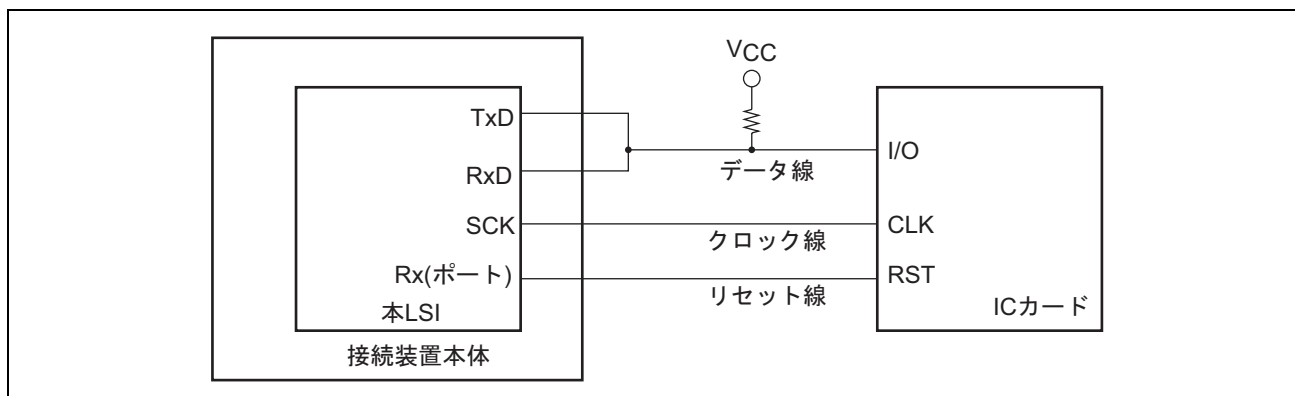 VCC
TxD
I/O
データ線
RxD
SCK
CLK
クロック線
Rx(ポート)
RST
リセット線
本LSI
ICカード
接続装置本体